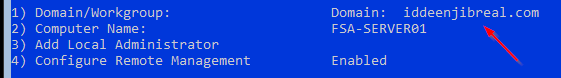 1) Domain/Workgroup: Domain: iddeenjibreal.com
2) Computer Name: FSA-SERVER01
3) Add Local Administrator
4) Configure Remote Management Enabled